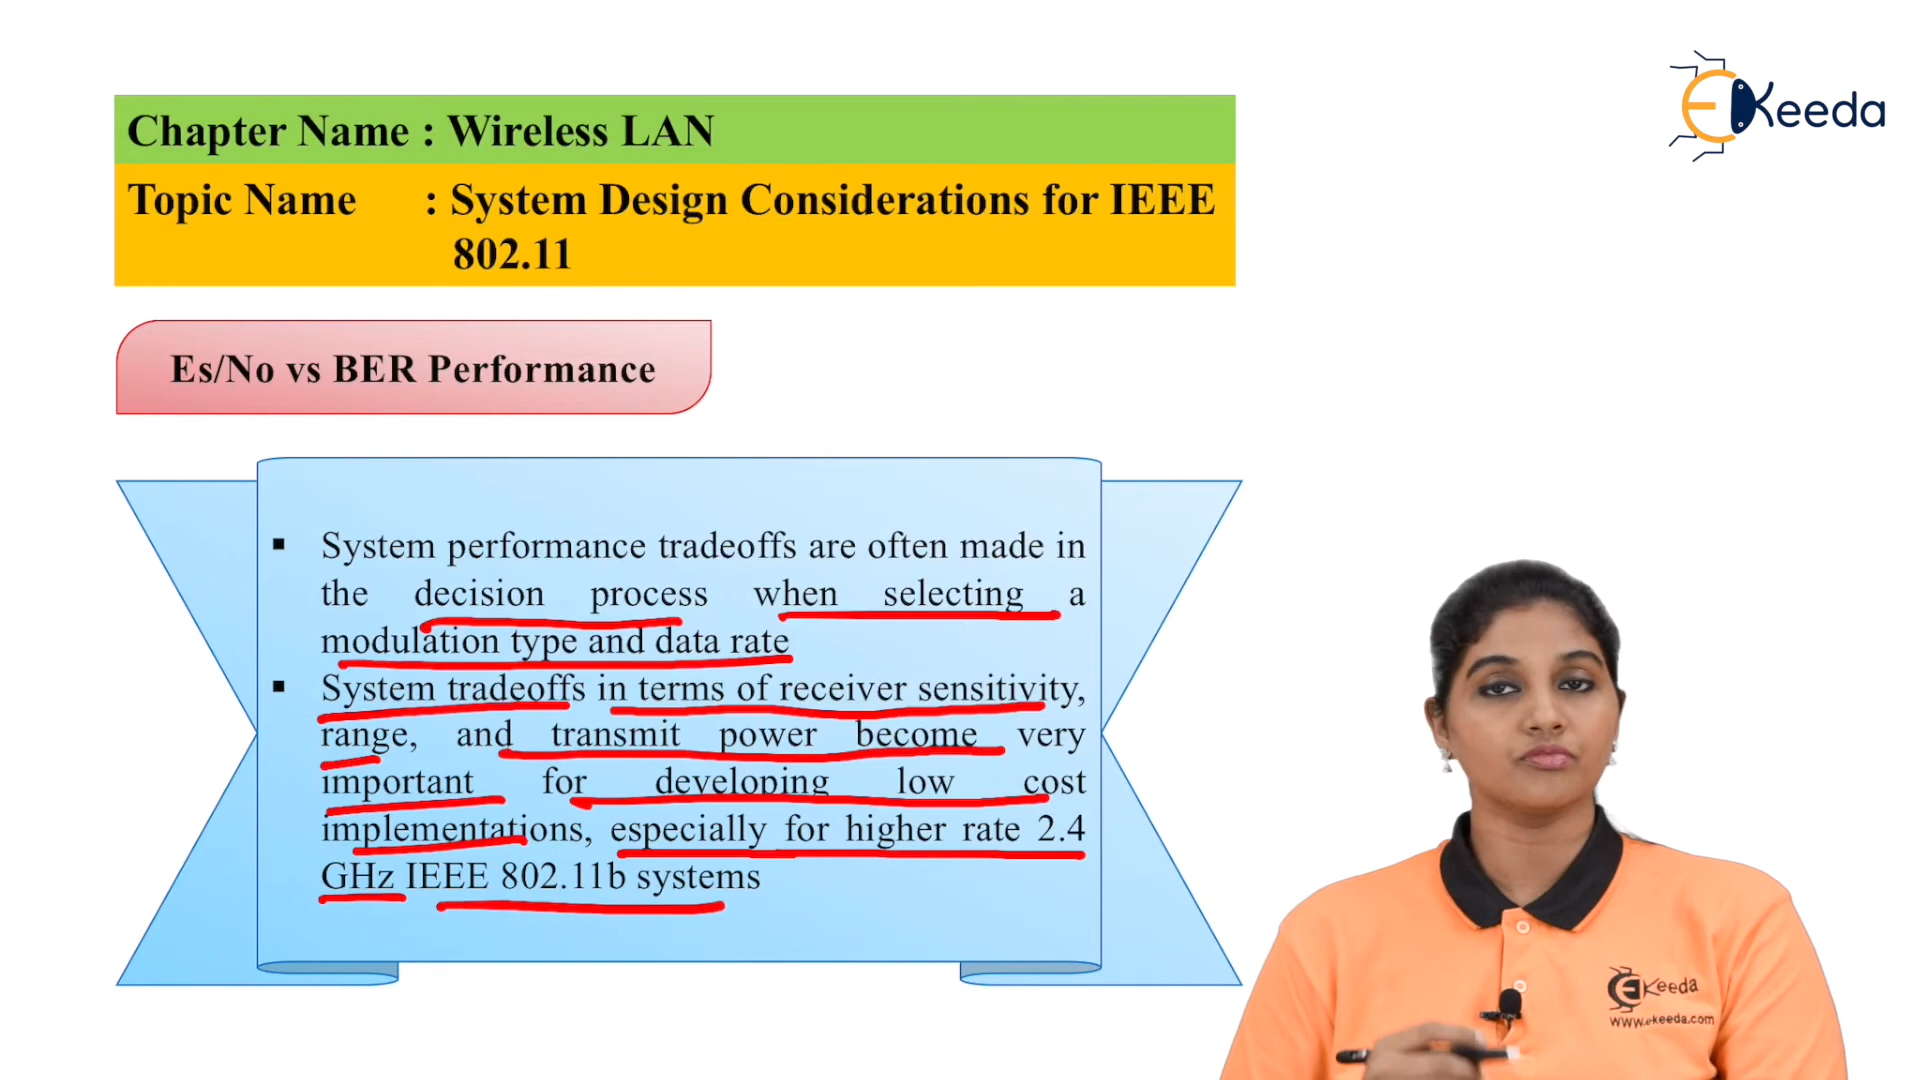 Keeda
Chapter Name : Wireless LAN
Topic Name : System Design Considerations for IEEE
802.11
Es/No vs BER Performance
▪ System performance tradeoffs are often made in
the decision process when selecting a
modulation type and data rate
▪ System tradeoffs in terms of receiver sensitivity,
range, and transmit power become very
important for developing low cost
implementations, especially for higher rate 2.4
GHz IEEE 802.11b systems
Keeda
www.ekeeda.com